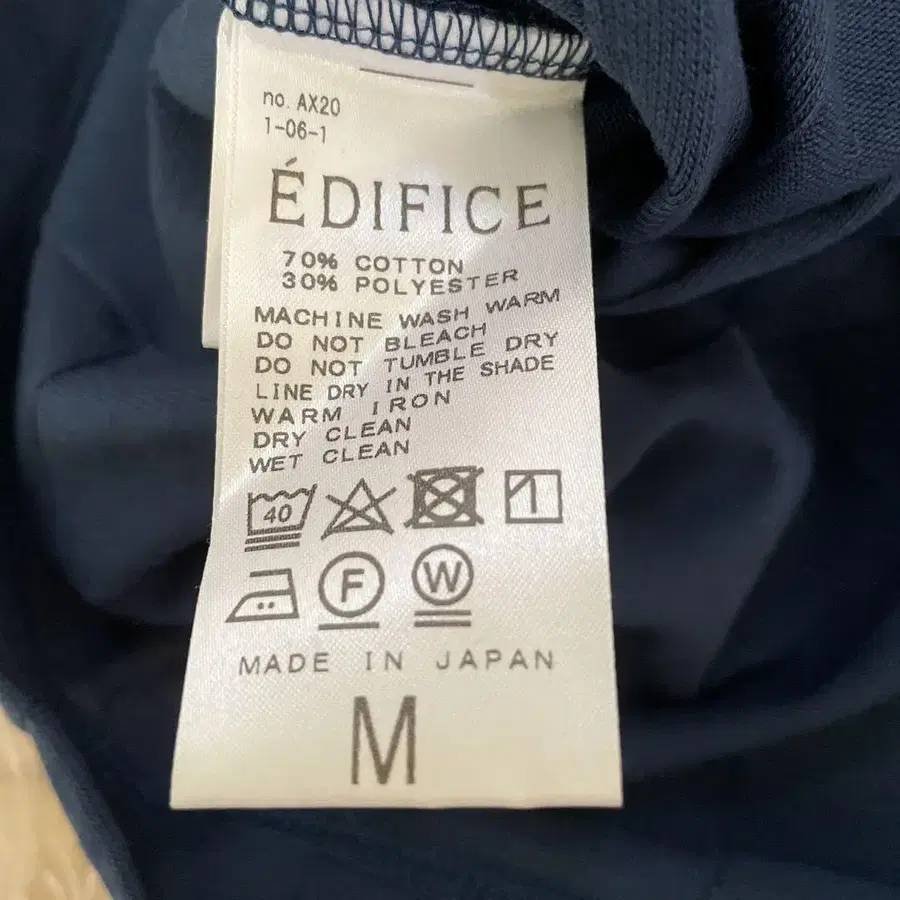 no. AX20
1-06-1
ÉDIFICE
70% COTTON
30% POLYESTER
MACHINE WASH WARM
DO NOT BLEACH
DO NOT TUMBLE DRY
LINE DRY IN THE SHADE
WARM IRON
DRY CLEAN
WET CLEAN
40
F W
MADE IN JAPAN
M